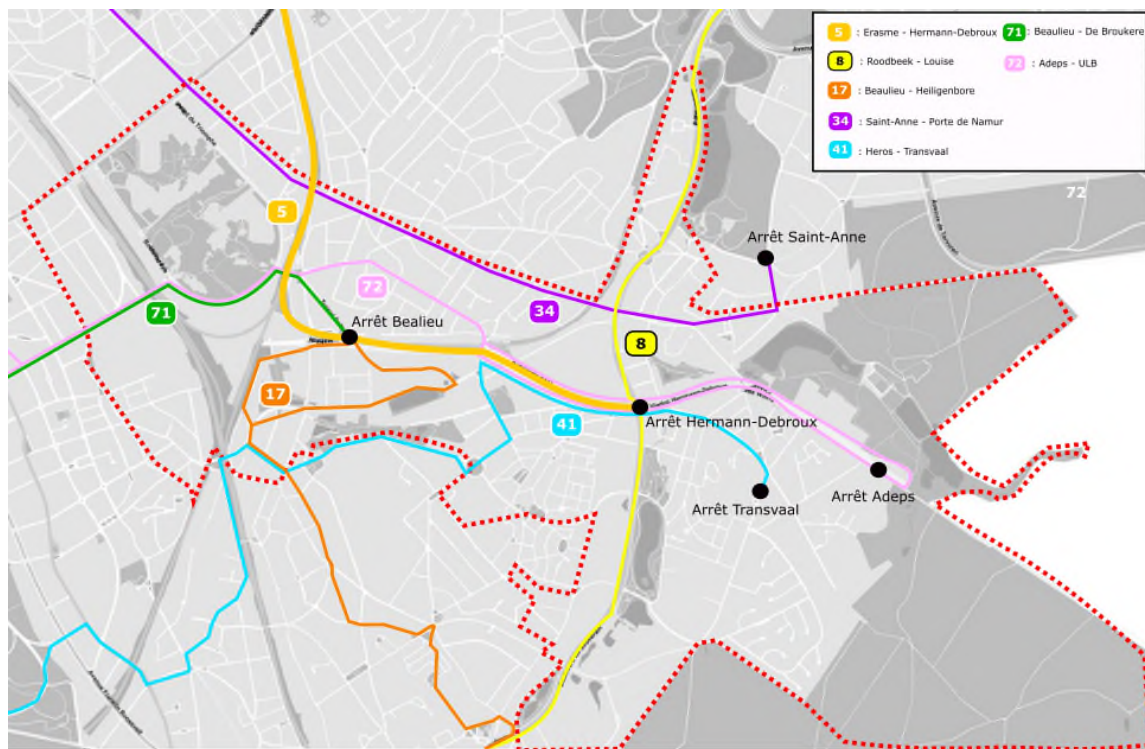 5 : Erasme - Hermann-Debroux
71 : Beaulieu - De Broukere
8 : Roodbeek - Louise
72 : Adeps - ULB
17 : Beaulieu - Heiligenbore
34 : Saint-Anne - Porte de Namur
41 : Heros - Transvaal
72
5
Arrêt Saint-Anne
72
71
34
Arrêt Bealieu
8
17
41
Arrêt Hermann-Debroux
Arrêt Adeps
Arrêt Transvaal